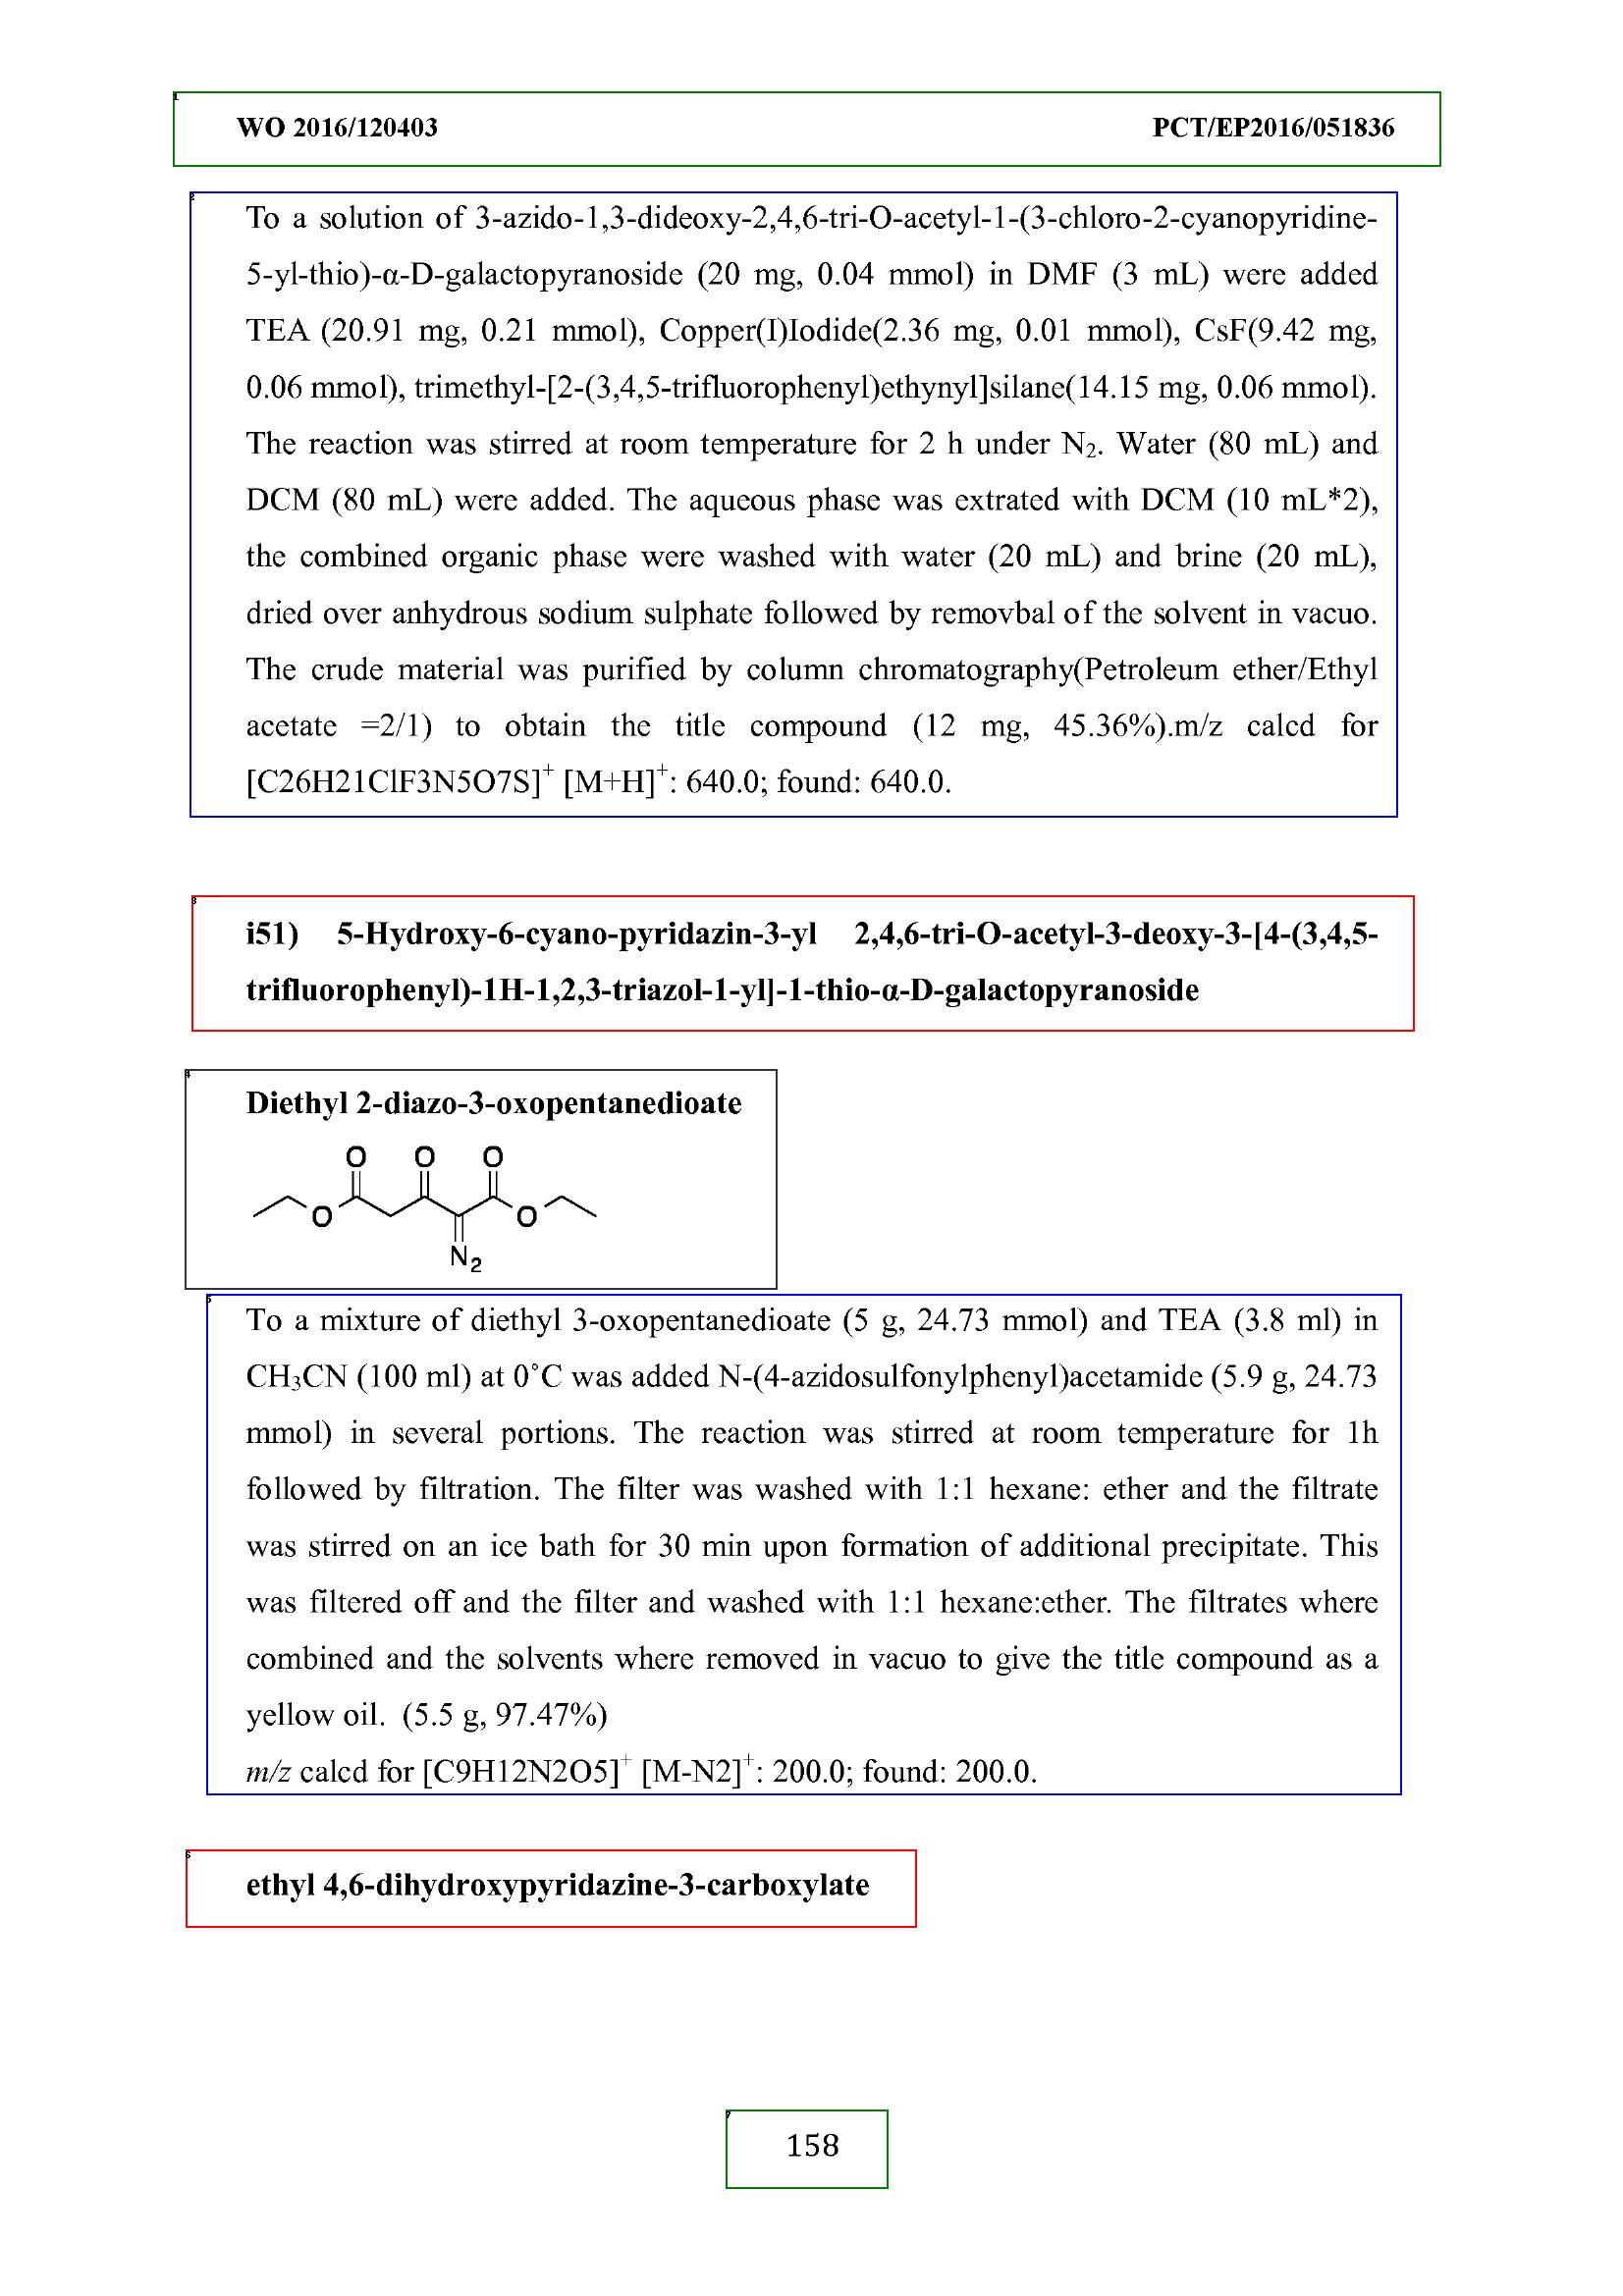 WO 2016/120403 PCT/EP2016/051836
To a solution of 3-azido-1,3-dideoxy-2,4,6-tri-O-acetyl-1-(3-chloro-2-cyanopyridine-
5-yl-thio)-α-D-galactopyranoside (20 mg, 0.04 mmol) in DMF (3 mL) were added
TEA (20.91 mg, 0.21 mmol), Copper(I)Iodide(2.36 mg, 0.01 mmol), CsF(9.42 mg,
0.06 mmol), trimethyl-[2-(3,4,5-trifluorophenyl)ethynyl]silane(14.15 mg, 0.06 mmol).
The reaction was stirred at room temperature for 2 h under N₂. Water (80 mL) and
DCM (80 mL) were added. The aqueous phase was extrated with DCM (10 mL*2),
the combined organic phase were washed with water (20 mL) and brine (20 mL),
dried over anhydrous sodium sulphate followed by removbal of the solvent in vacuo.
The crude material was purified by column chromatography(Petroleum ether/Ethyl
acetate =2/1) to obtain the title compound (12 mg, 45.36%).m/z calcd for
[C26H21ClF3N5O7S]⁺ [M+H]⁺: 640.0; found: 640.0.
i51) 5-Hydroxy-6-cyano-pyridazin-3-yl 2,4,6-tri-O-acetyl-3-deoxy-3-[4-(3,4,5-
trifluorophenyl)-1H-1,2,3-triazol-1-yl]-1-thio-α-D-galactopyranoside
Diethyl 2-diazo-3-oxopentanedioate
O O O
O O
N₂
To a mixture of diethyl 3-oxopentanedioate (5 g, 24.73 mmol) and TEA (3.8 ml) in
CH₃CN (100 ml) at 0˚C was added N-(4-azidosulfonylphenyl)acetamide (5.9 g, 24.73
mmol) in several portions. The reaction was stirred at room temperature for 1h
followed by filtration. The filter was washed with 1:1 hexane: ether and the filtrate
was stirred on an ice bath for 30 min upon formation of additional precipitate. This
was filtered off and the filter and washed with 1:1 hexane:ether. The filtrates where
combined and the solvents where removed in vacuo to give the title compound as a
yellow oil. (5.5 g, 97.47%)
m/z calcd for [C9H12N2O5]⁺ [M-N2]⁺: 200.0; found: 200.0.
ethyl 4,6-dihydroxypyridazine-3-carboxylate
158